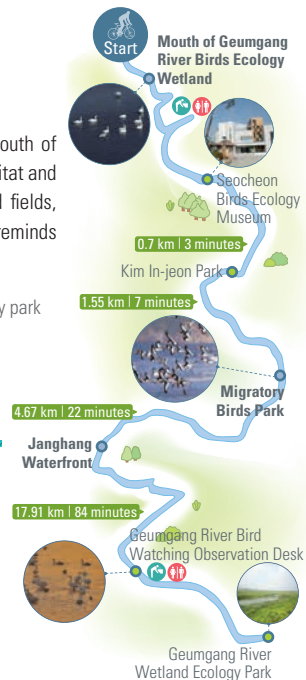 Start
Mouth of Geumgang
River Birds Ecology
Wetland
outh of
itat and
l fields,
reminds
y park
Seocheon
Birds Ecology
Museum
0.7 km | 3 minutes
Kim In-jeon Park
1.55 km | 7 minutes
Migratory
Birds Park
4.67 km | 22 minutes
Janghang
Waterfront
17.91 km | 84 minutes
Geumgang River Bird
Watching Observation Desk
Geumgang River
Wetland Ecology Park